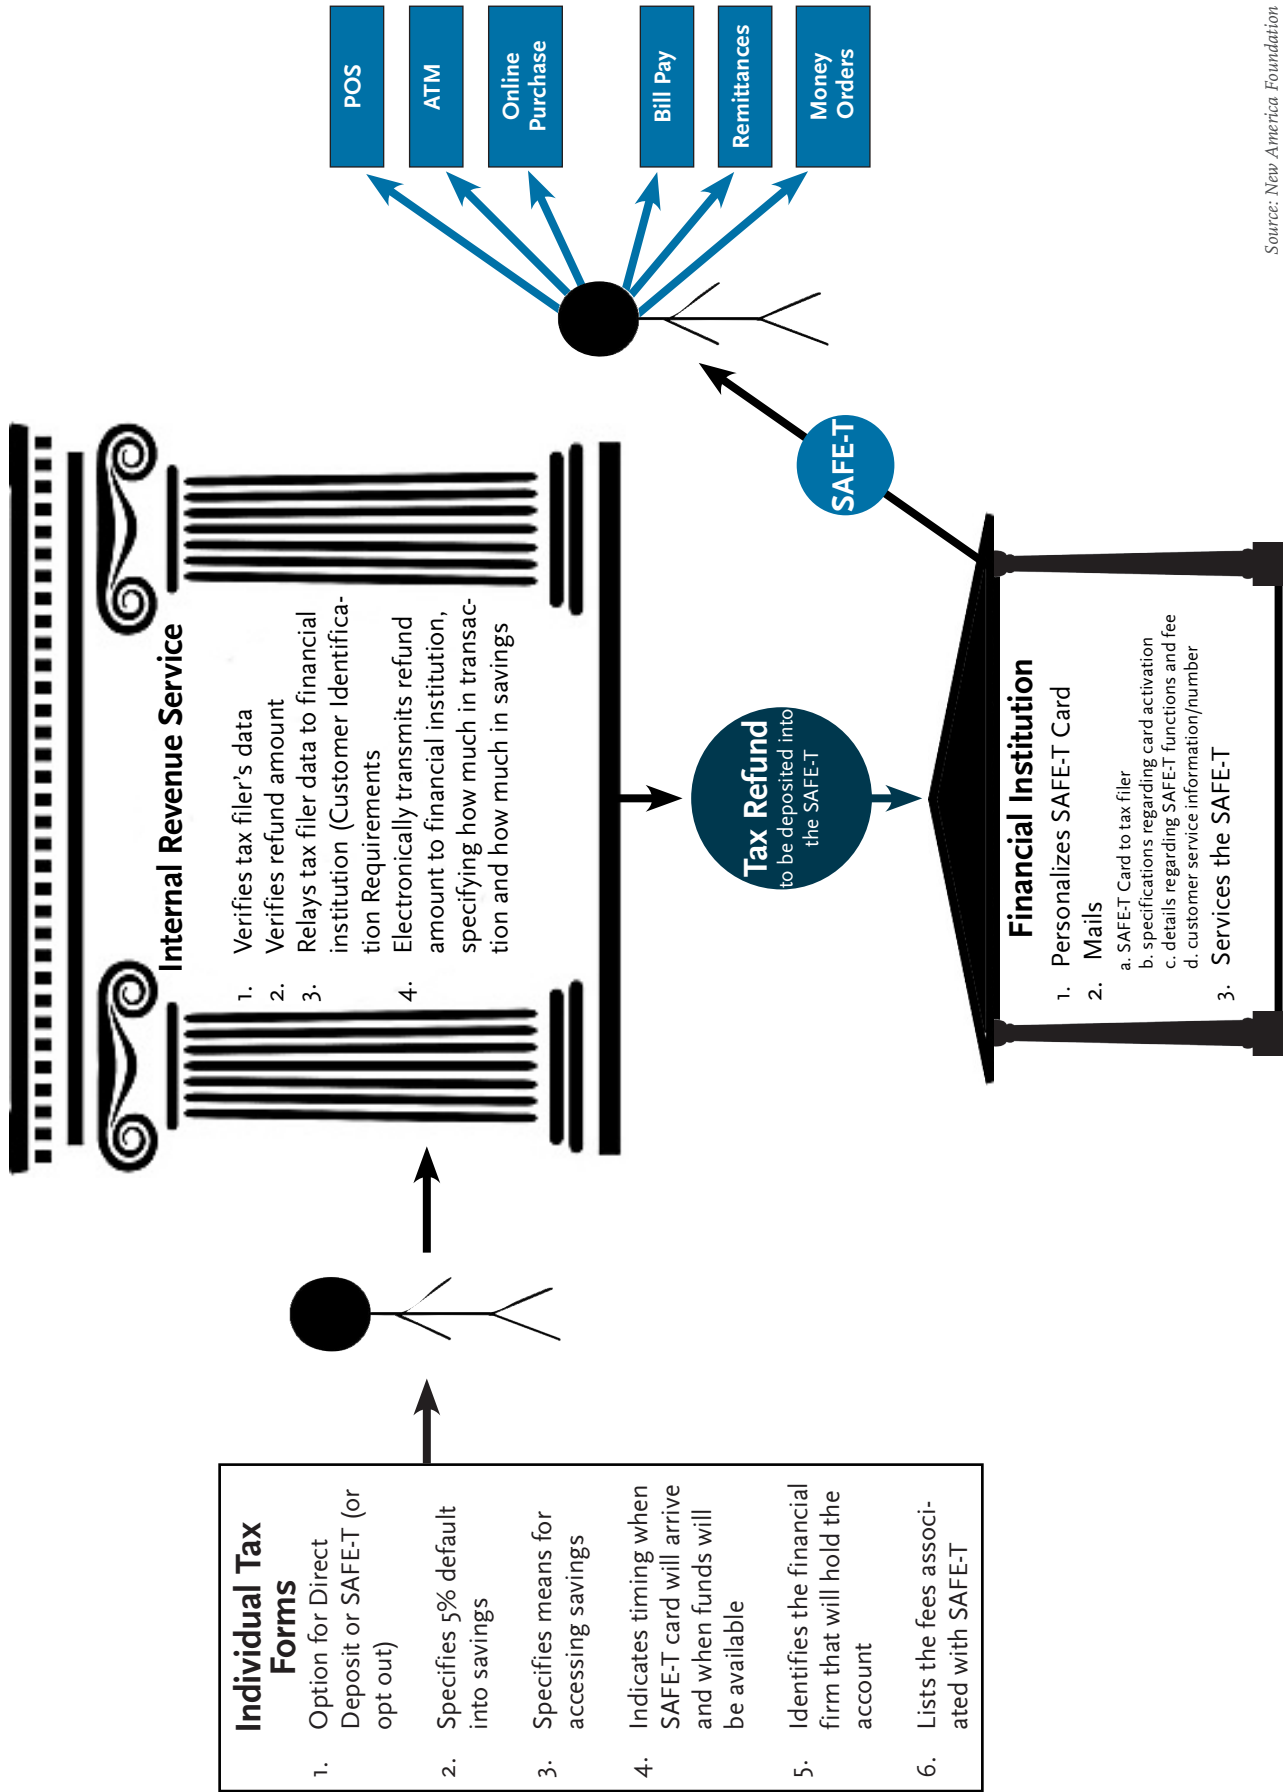 Individual Tax
Forms
1. Option for Direct
Deposit or SAFE-T (or
opt out)
2. Specifies 5% default
into savings
3. Specifies means for
accessing savings
4. Indicates timing when
SAFE-T card will arrive
and when funds will
be available
5. Identifies the financial
firm that will hold the
account
6. Lists the fees associ-
ated with SAFE-T
Internal Revenue Service
1. Verifies tax filer's data
2. Verifies refund amount
3. Relays tax filer data to financial
institution (Customer Identifica-
tion Requirements
4. Electronically transmits refund
amount to financial institution,
specifying how much in transac-
tion and how much in savings
Tax Refund
to be deposited into
the SAFE-T
Financial Institution
1. Personalizes SAFE-T Card
2. Mails
a. SAFE-T Card to tax filer
b. specifications regarding card activation
c. details regarding SAFE-T functions and fee
d. customer service information/number
3. Services the SAFE-T
SAFE-T
POS
ATM
Online
Purchase
Bill Pay
Remittances
Money
Orders
Source: New America Foundation